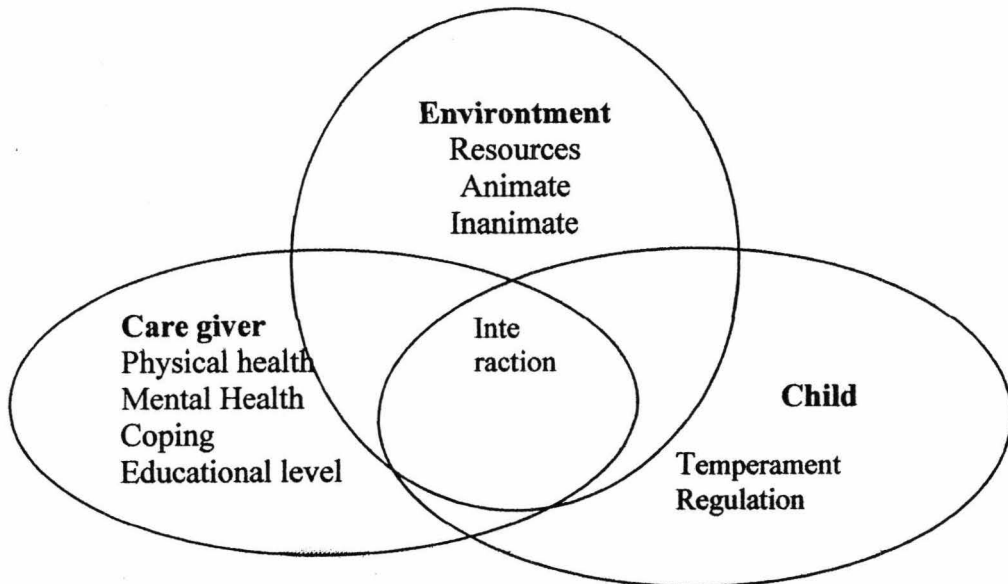 Environtment
Resources
Animate
Inanimate
Care giver
Physical health
Mental Health
Coping
Educational level
Inte
raction
Child
Temperament
Regulation